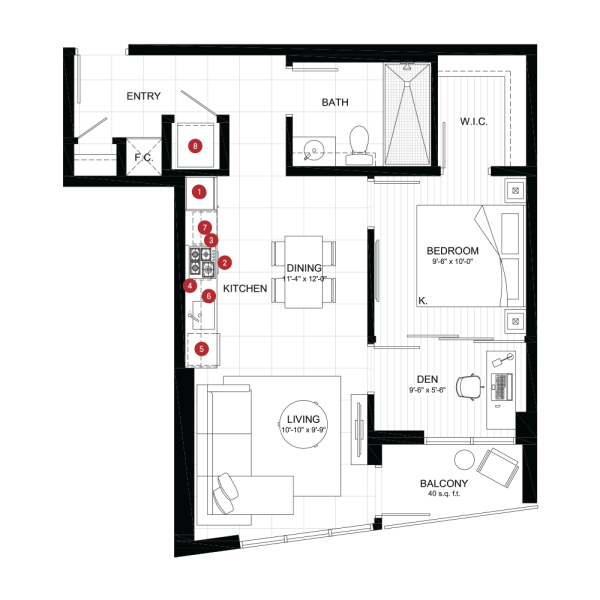 ENTRY
BATH
W.I.C.
F.C.
8
1
7
3
2
4
6
5
KITCHEN
DINING
11'-4" x 12'-0"
BEDROOM
9'-6" x 10'-0"
K.
DEN
9'-6" x 5'-6"
LIVING
10'-10" x 9'-9"
BALCONY
40 s.q. f.t.